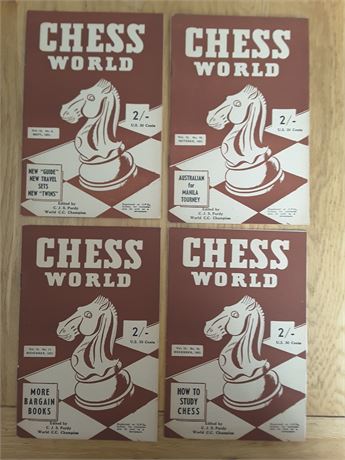 CHESS
WORLD
2/-
U.S. 30 Cents
NEW "GUIDE"
NEW TRAVEL
SETS
NEW "TWINS"
Edited by
C. J. S. Purdy
World C.C. Champion
CHESS
WORLD
2/-
U.S. 30 Cents
AUSTRALIAN
for
MANILA
TOURNEY
Edited by
C. J. S. Purdy
World C.C. Champion
CHESS
WORLD
2/-
U.S. 30 Cents
MORE
BARGAIN
BOOKS
Edited by
C. J. S. Purdy
World C.C. Champion
CHESS
WORLD
2/-
U.S. 30 Cents
HOW TO
STUDY
CHESS
Edited by
C. J. S. Purdy
World C.C. Champion